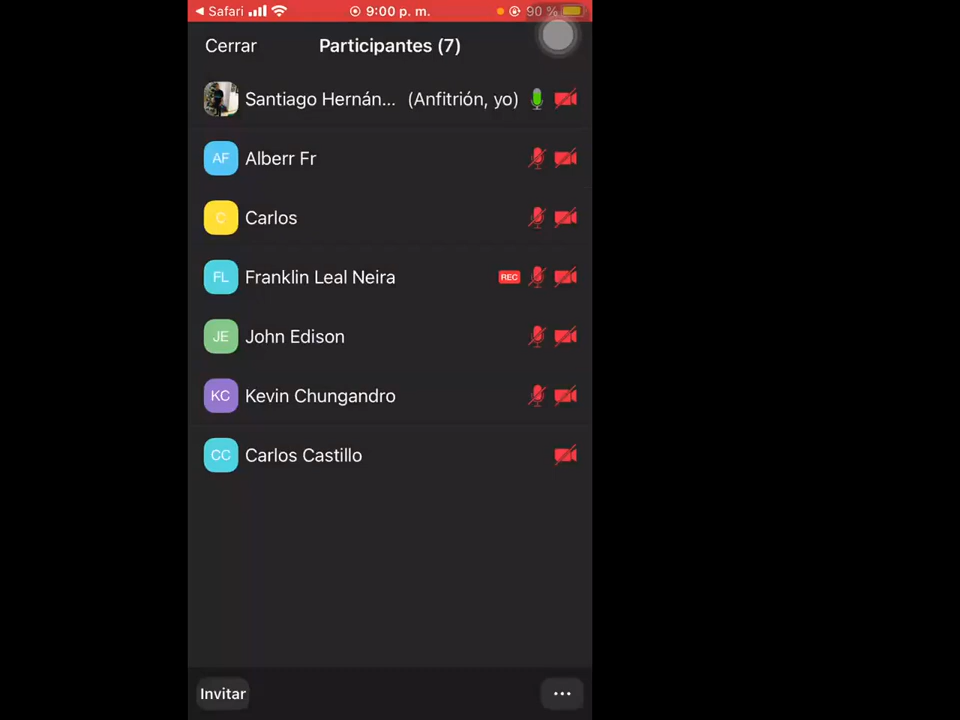 Safari 9:00 p. m. 90 %
Cerrar Participantes (7)
Santiago Hernán... (Anfitrión, yo)
AF Alberr Fr
C Carlos
FL Franklin Leal Neira REC
JE John Edison
KC Kevin Chungandro
CC Carlos Castillo
Invitar ...